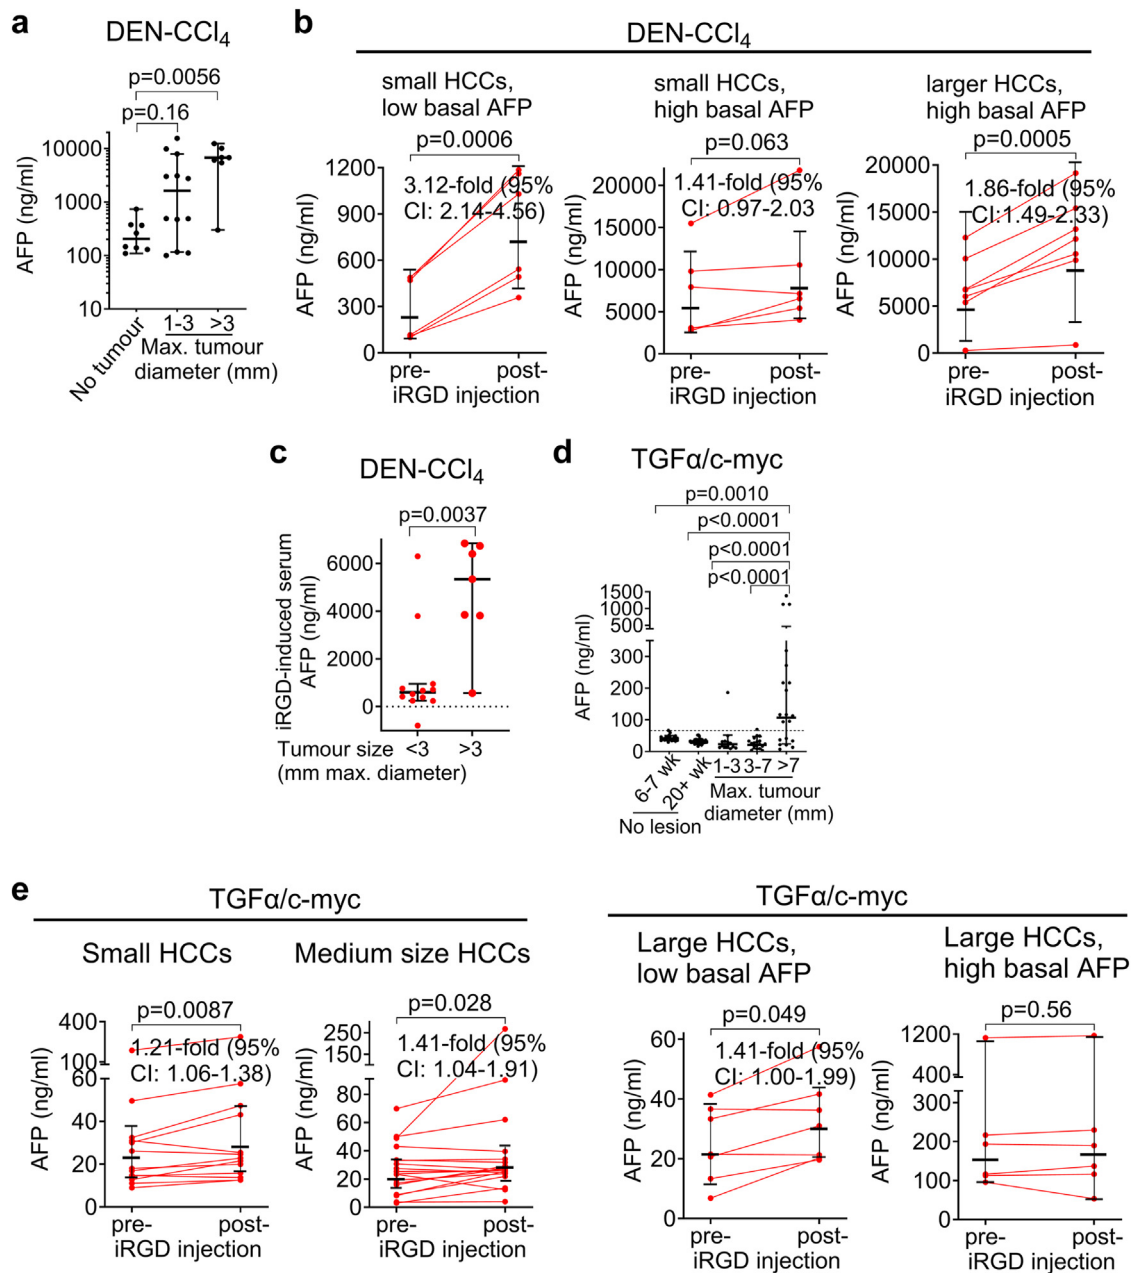 a
DEN-CCl4
p=0.0056
p=0.16
AFP (ng/ml)
10000
1000
100
10
No tumour
1-3 >3
Max. tumour
diameter (mm)
b
DEN-CCl4
small HCCs,
low basal AFP
p=0.0006
3.12-fold (95%
CI: 2.14-4.56)
AFP (ng/ml)
1200
900
600
300
0
pre- post-
iRGD injection
small HCCs,
high basal AFP
p=0.063
1.41-fold (95%
CI: 0.97-2.03
AFP (ng/ml)
20000
15000
10000
5000
0
pre- post-
iRGD injection
larger HCCs,
high basal AFP
p=0.0005
1.86-fold (95%
CI:1.49-2.33)
AFP (ng/ml)
20000
15000
10000
5000
0
pre- post-
iRGD injection
c
DEN-CCl4
p=0.0037
iRGD-induced serum
AFP (ng/ml)
6000
4000
2000
0
Tumour size <3 >3
(mm max. diameter)
d
TGFα/c-myc
p=0.0010
p<0.0001
p<0.0001
p<0.0001
AFP (ng/ml)
1500
1000
500
300
200
100
0
6-7 wk
20+ wk
1-3 3-7 >7
No lesion
Max. tumour
diameter (mm)
e
TGFα/c-myc
Small HCCs
p=0.0087
1.21-fold (95%
CI: 1.06-1.38)
AFP (ng/ml)
400
100
60
40
20
0
pre- post-
iRGD injection
Medium size HCCs
p=0.028
1.41-fold (95%
CI: 1.04-1.91)
AFP (ng/ml)
250
100
80
60
40
20
0
pre- post-
iRGD injection
TGFα/c-myc
Large HCCs,
low basal AFP
p=0.049
1.41-fold (95%
CI: 1.00-1.99)
AFP (ng/ml)
60
40
20
0
pre- post-
iRGD injection
Large HCCs,
high basal AFP
p=0.56
AFP (ng/ml)
1200
400
300
200
100
0
pre- post-
iRGD injection